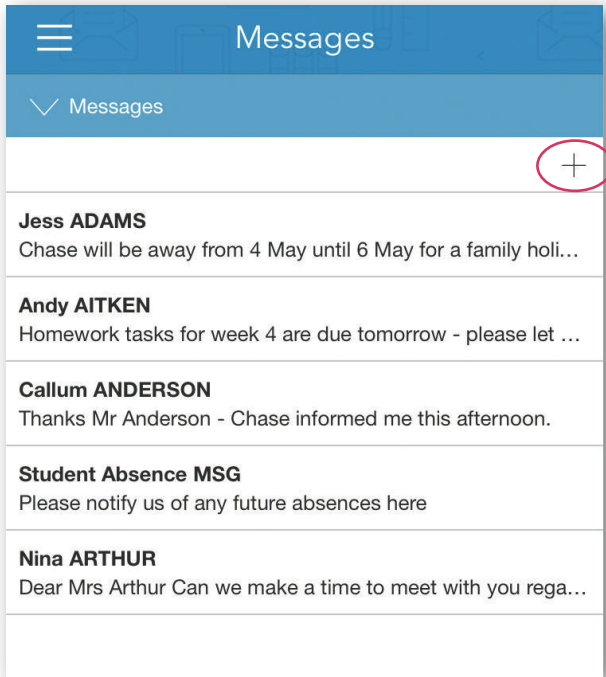 Messages
Messages
Jess ADAMS
Chase will be away from 4 May until 6 May for a family holi...
Andy AITKEN
Homework tasks for week 4 are due tomorrow - please let ...
Callum ANDERSON
Thanks Mr Anderson - Chase informed me this afternoon.
Student Absence MSG
Please notify us of any future absences here
Nina ARTHUR
Dear Mrs Arthur Can we make a time to meet with you rega...